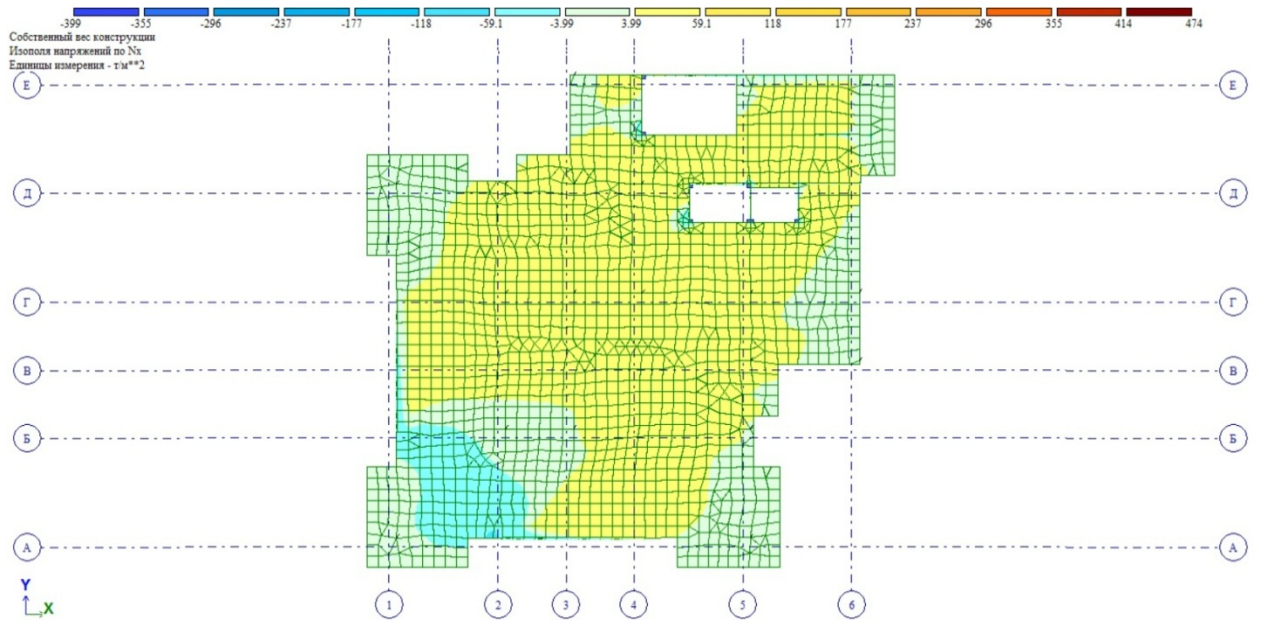 -399 -355 -296 -237 -177 -118 -59.1 -3.99 3.99 59.1 118 177 237 296 355 414 474
Собственный вес конструкции
Изополя напряжений по Nx
Единицы измерения - т/м**2
Е Е
Д Д
Г Г
В В
Б Б
А А
Y
X
1 2 3 4 5 6